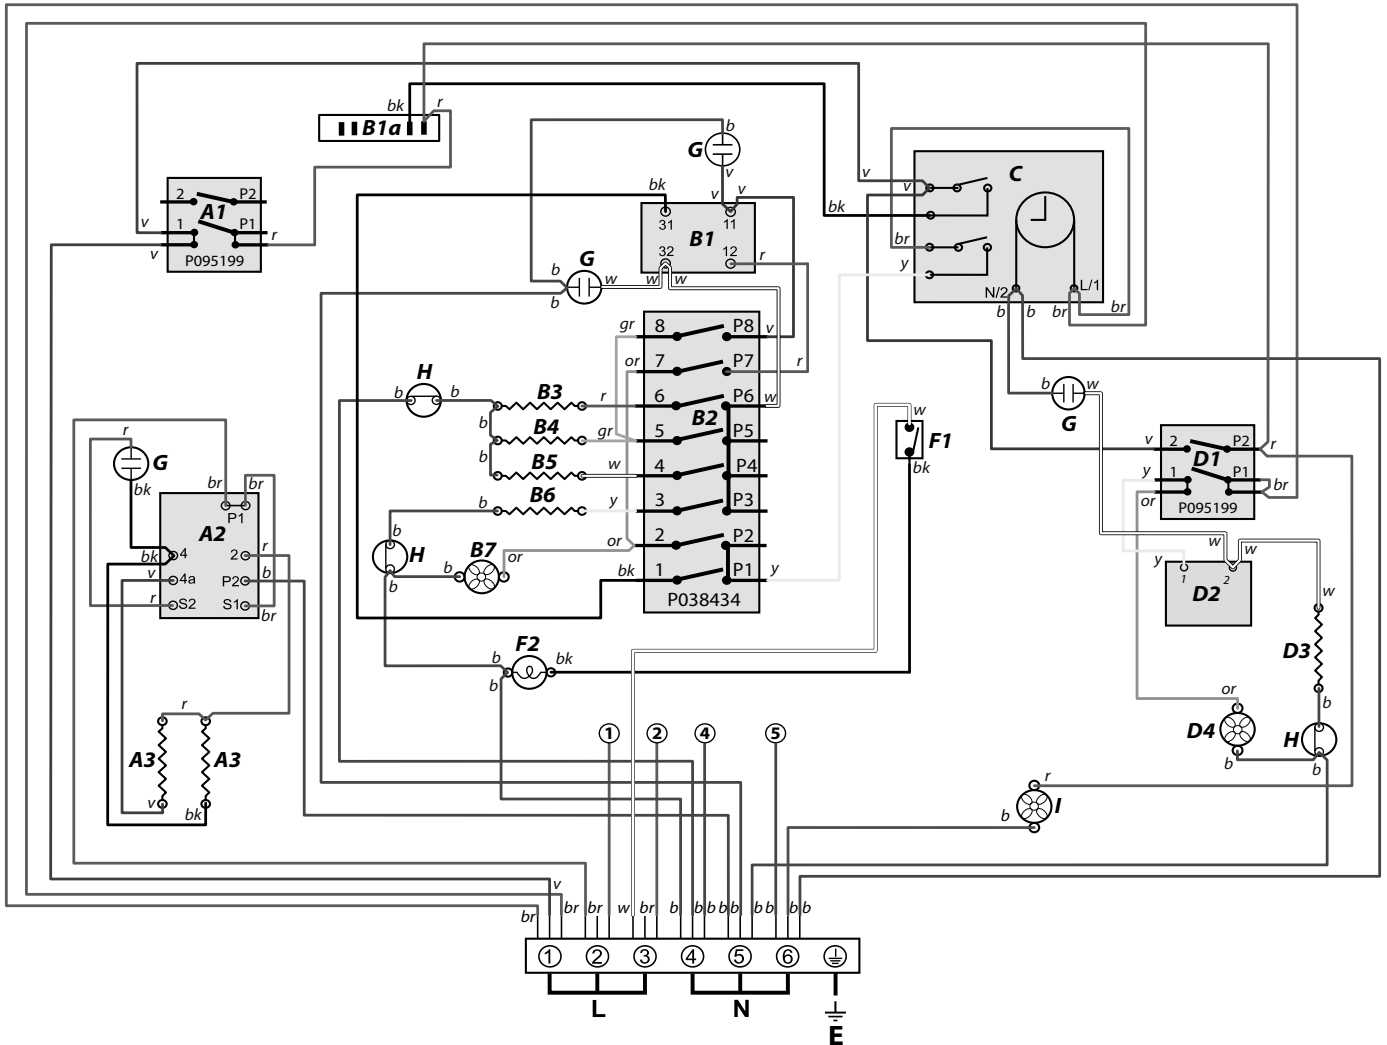 bk
r
B1a
b
G
v
v
v
2
P2
A1
v
1
P1
r
v
P095199
bk
31
11
B1
32
12
r
G
b
w
w
w
b
C
v
v
bk
br
y
N/2
L/1
b
b
br
br
gr
8
P8
v
or
7
P7
r
H
b
b
B3
r
6
P6
w
B2
b
B4
gr
5
P5
b
B5
w
4
P4
B6
b
y
3
P3
b
H
B7
or
2
P2
b
or
b
bk
1
P1
y
P038434
w
F1
bk
b
w
G
v
2
P2
r
D1
y
1
P1
br
or
P095199
w
w
y
1
2
D2
w
D3
b
or
D4
H
b
b
r
G
bk
br
br
P1
A2
bk
4
2
r
v
4a
P2
b
r
S2
S1
br
r
A3
A3
v
bk
F2
b
bk
b
1
2
4
5
r
I
b
v
br
br
br
w
br
b
b
b
b
b
b
b
b
b
1
2
3
4
5
6
L
N
E